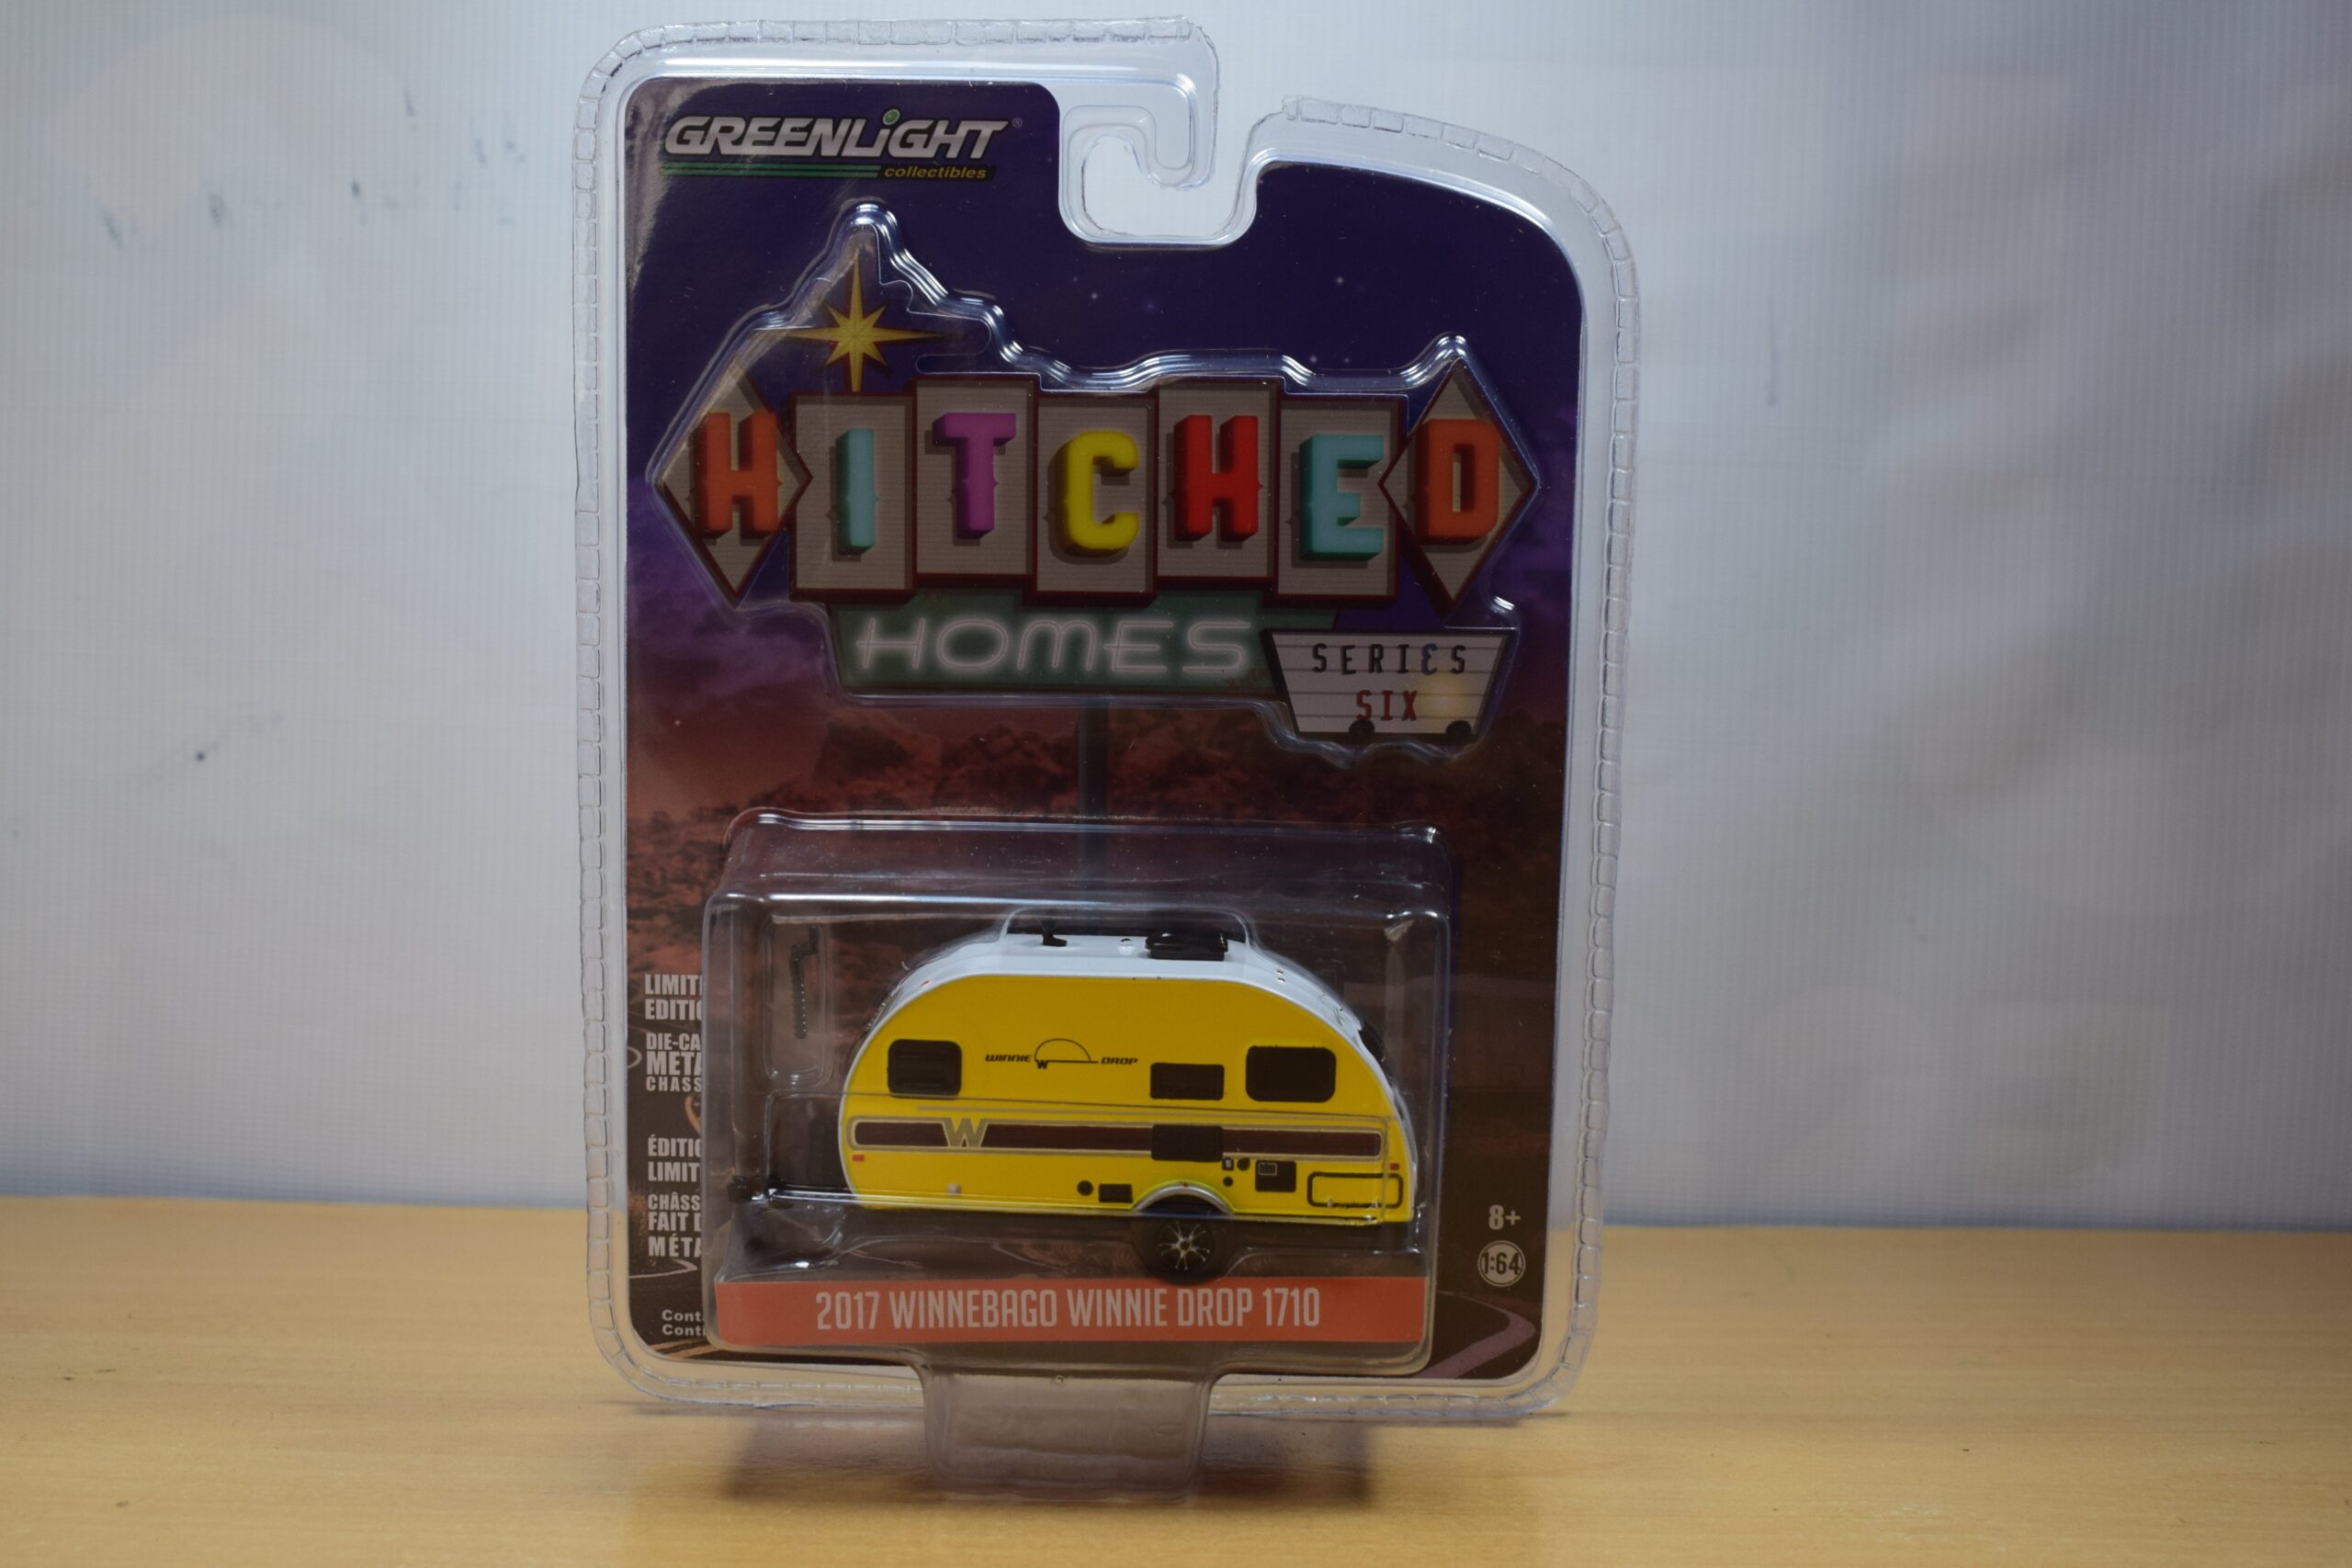 GREENLiGHT®
collectibles
HITCHED
HOMES
SERIES
SIX
WINNIE DROP
W
8+
1:64
2017 WINNEBAGO WINNIE DROP 1710